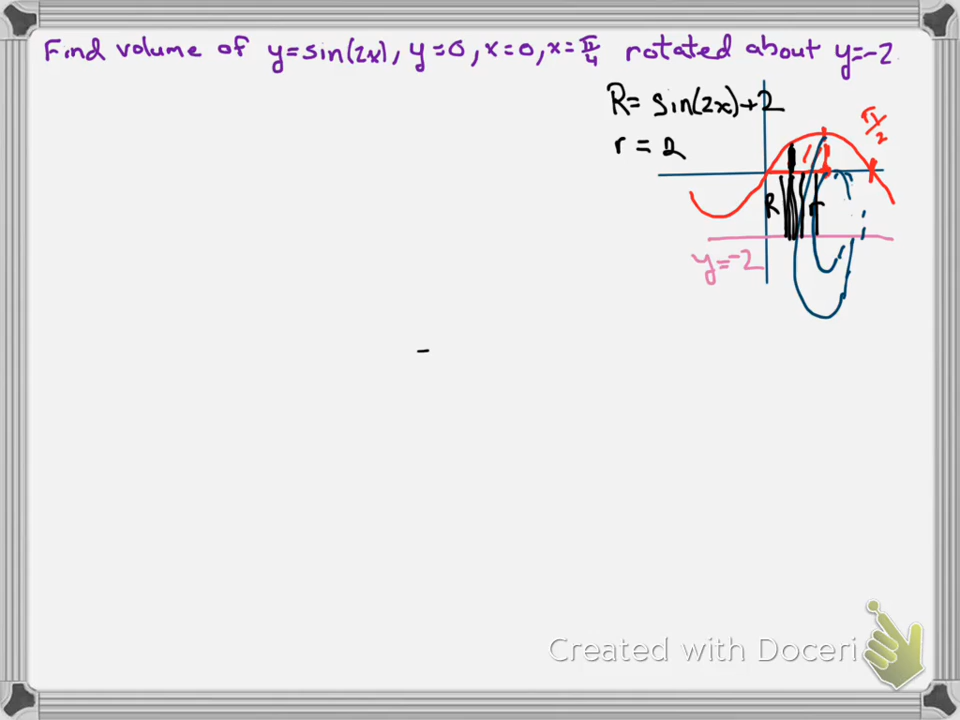 Find volume of y=sin(2x), y=0, x=0, x=π/4 rotated about y=-2
R= sin(2x)+2
r = 2
π/2
R r
y=-2
Created with Doceri